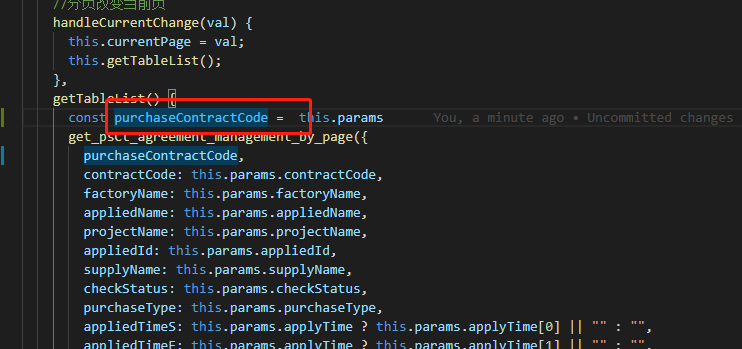 //分页改变当前页
handleCurrentChange(val) {
this.currentPage = val;
this.getTableList();
},
getTableList() {
const purchaseContractCode = this.params You, a minute ago • Uncommitted changes
get_psct_agreement_management_by_page({
purchaseContractCode,
contractCode: this.params.contractCode,
factoryName: this.params.factoryName,
appliedName: this.params.appliedName,
projectName: this.params.projectName,
appliedId: this.params.appliedId,
supplyName: this.params.supplyName,
checkStatus: this.params.checkStatus,
purchaseType: this.params.purchaseType,
appliedTimeS: this.params.applyTime ? this.params.applyTime[0] || "" : "",
appliedTimeE: this.params.applyTime ? this.params.applyTime[1] || "" : "",